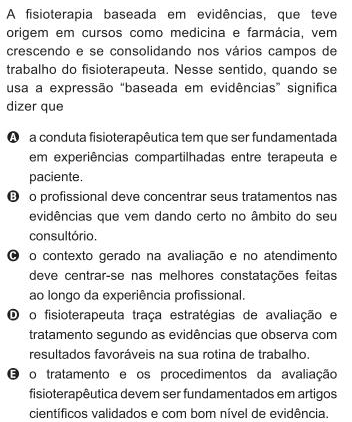 A fisioterapia baseada em evidências, que teve
origem em cursos como medicina e farmácia, vem
crescendo e se consolidando nos vários campos de
trabalho do fisioterapeuta. Nesse sentido, quando se
usa a expressão “baseada em evidências” significa
dizer que
A a conduta fisioterapêutica tem que ser fundamentada
em experiências compartilhadas entre terapeuta e
paciente.
B o profissional deve concentrar seus tratamentos nas
evidências que vem dando certo no âmbito do seu
consultório.
C o contexto gerado na avaliação e no atendimento
deve centrar-se nas melhores constatações feitas
ao longo da experiência profissional.
D o fisioterapeuta traça estratégias de avaliação e
tratamento segundo as evidências que observa com
resultados favoráveis na sua rotina de trabalho.
E o tratamento e os procedimentos da avaliação
fisioterapêutica devem ser fundamentados em artigos
científicos validados e com bom nível de evidência.